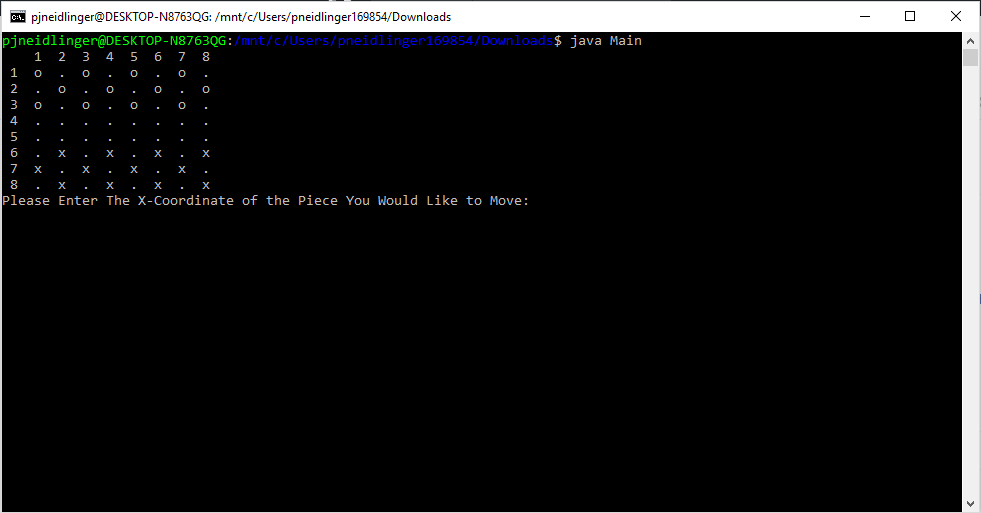 pjneidlinger@DESKTOP-N8763QG: /mnt/c/Users/pneidlinger169854/Downloads
pjneidlinger@DESKTOP-N8763QG:/mnt/c/Users/pneidlinger169854/Downloads$ java Main
1 2 3 4 5 6 7 8
1 o . o . o . o .
2 . o . o . o . o
3 o . o . o . o .
4 . . . . . . . .
5 . . . . . . . .
6 . x . x . x . x
7 x . x . x . x .
8 . x . x . x . x
Please Enter The X-Coordinate of the Piece You Would Like to Move: